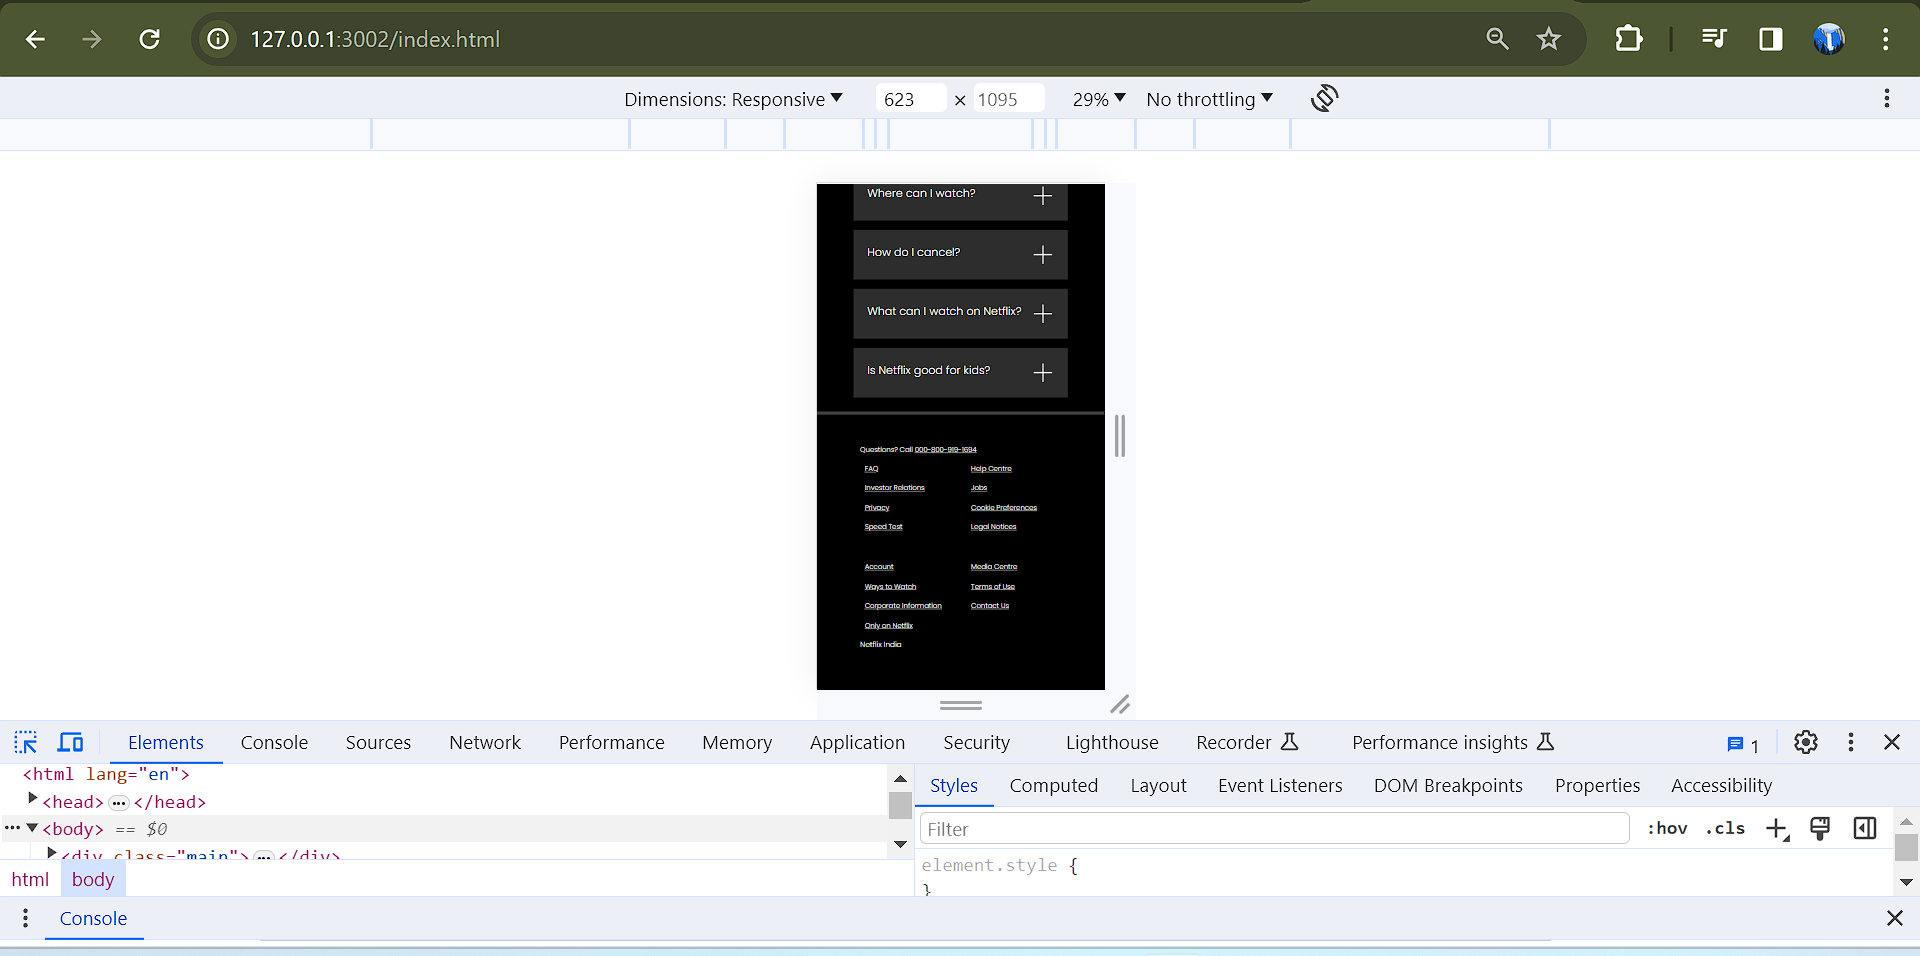 127.0.0.1:3002/index.html
Dimensions: Responsive 623 × 1095 29% No throttling
Where can I watch?
How do I cancel?
What can I watch on Netflix?
Is Netflix good for kids?
Questions? Call 000-800-919-1694
FAQ Help Centre
Investor Relations Jobs
Privacy Cookie Preferences
Speed Test Legal Notices
Account Media Centre
Ways to Watch Terms of Use
Corporate Information Contact Us
Only on Netflix
Netflix India
Elements Console Sources Network Performance Memory Application Security Lighthouse Recorder Performance insights 1
<html lang="en">
<head> ••• </head>
••• <body> == $0
<div class="main"> ••• </div>
html body
Styles Computed Layout Event Listeners DOM Breakpoints Properties Accessibility
Filter :hov .cls
element.style {
}
Console